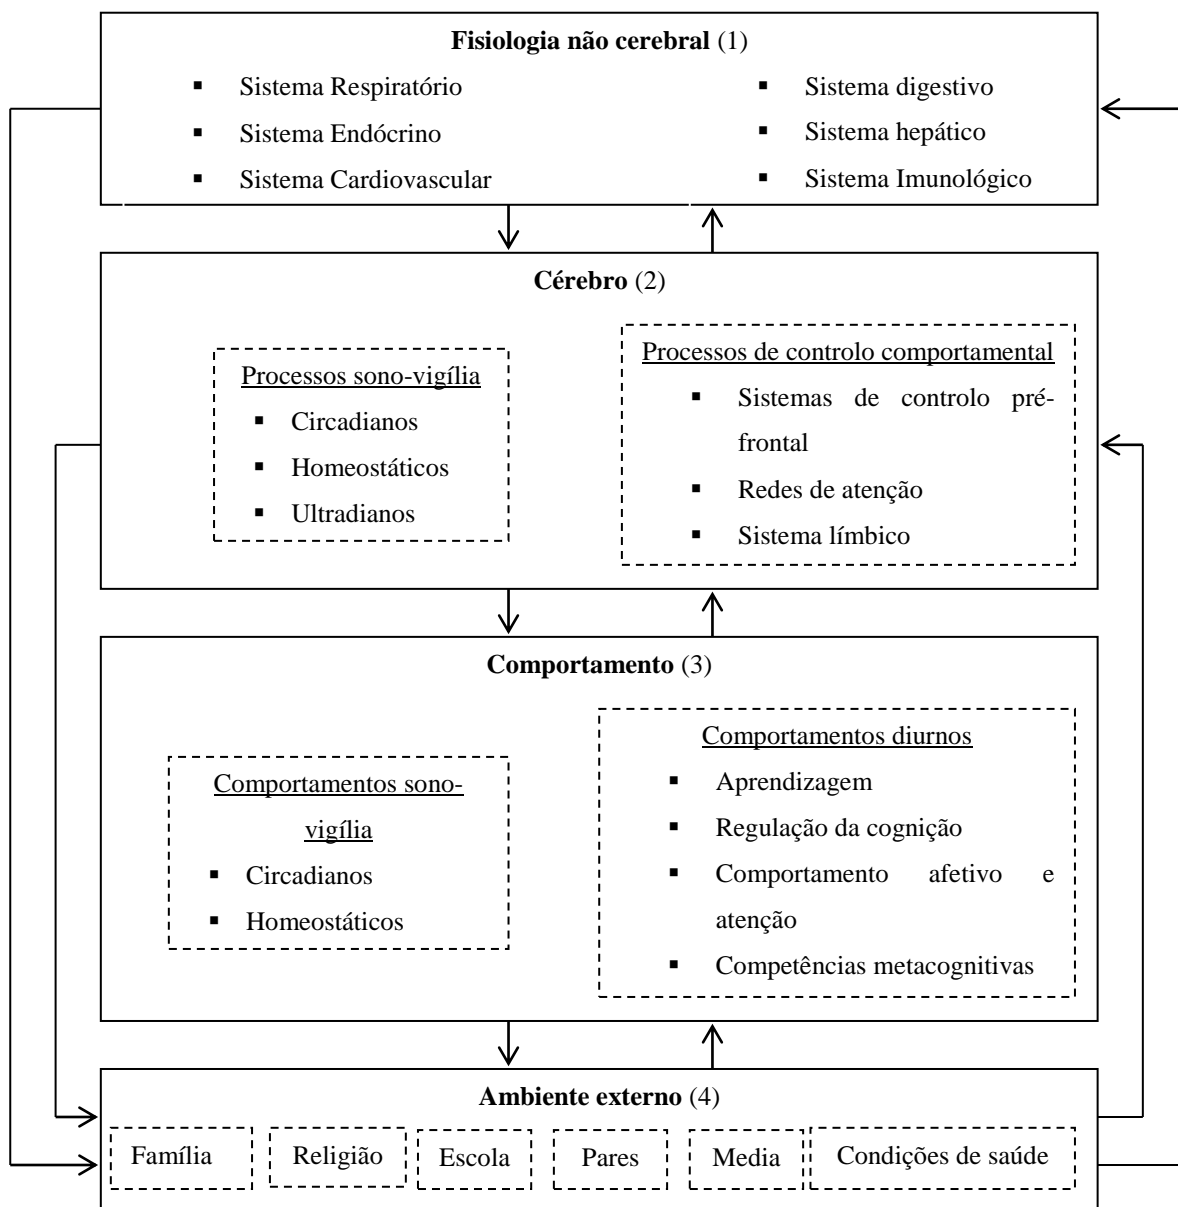 Fisiologia não cerebral (1)
▪ Sistema Respiratório
▪ Sistema Endócrino
▪ Sistema Cardiovascular
▪ Sistema digestivo
▪ Sistema hepático
▪ Sistema Imunológico
Cérebro (2)
Processos sono-vigília
▪ Circadianos
▪ Homeostáticos
▪ Ultradianos
Processos de controlo comportamental
▪ Sistemas de controlo pré-
frontal
▪ Redes de atenção
▪ Sistema límbico
Comportamento (3)
Comportamentos sono-
vigília
▪ Circadianos
▪ Homeostáticos
Comportamentos diurnos
▪ Aprendizagem
▪ Regulação da cognição
▪ Comportamento afetivo e
atenção
▪ Competências metacognitivas
Ambiente externo (4)
Família
Religião
Escola
Pares
Media
Condições de saúde